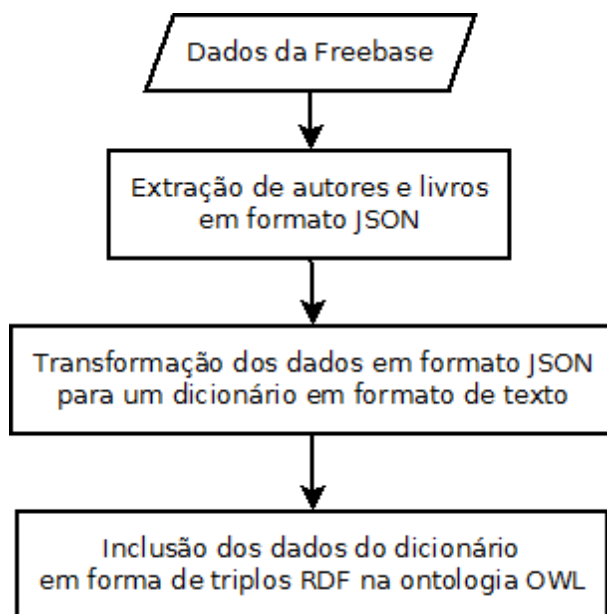 Dados da Freebase
Extração de autores e livros
em formato JSON
Transformação dos dados em formato JSON
para um dicionário em formato de texto
Inclusão dos dados do dicionário
em forma de triplos RDF na ontologia OWL